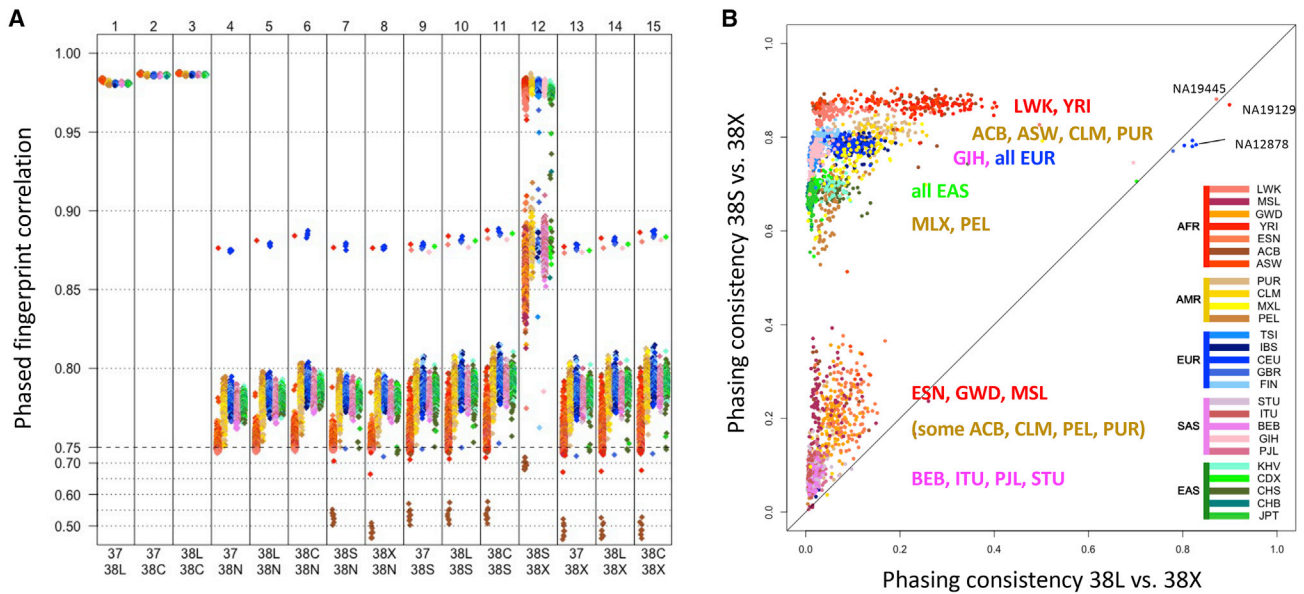 A
1 2 3 4 5 6 7 8 9 10 11 12 13 14 15
Phased fingerprint correlation
1.00
0.95
0.90
0.85
0.80
0.75
0.70
0.60
0.50
37 37 38L 37 38L 38C 38S 38X 37 38L 38C 38S 37 38L 38C
38L 38C 38C 38N 38N 38N 38N 38N 38S 38S 38S 38X 38X 38X 38X
B
Phasing consistency 38S vs. 38X
1.0
0.8
0.6
0.4
0.2
0.0
0.0 0.2 0.4 0.6 0.8 1.0
Phasing consistency 38L vs. 38X
NA19445
NA19129
NA12878
LWK, YRI
ACB, ASW, CLM, PUR
GJH, all EUR
all EAS
MLX, PEL
ESN, GWD, MSL
(some ACB, CLM, PEL, PUR)
BEB, ITU, PJL, STU
AFR
LWK
MSL
GWD
YRI
ESN
ACB
ASW
AMR
PUR
CLM
MXL
PEL
EUR
TSI
IBS
CEU
GBR
FIN
SAS
STU
ITU
BEB
GIH
PJL
EAS
KHV
CDX
CHS
CHB
JPT